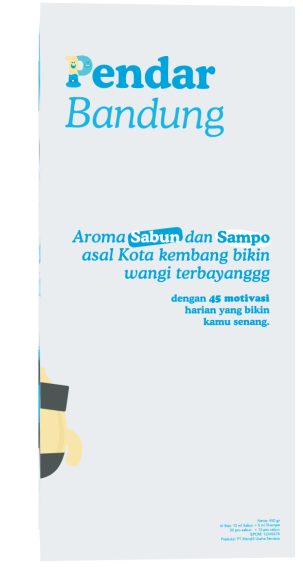 Pendar
Bandung
Aroma Sabun dan Sampo
asal Kota kembang bikin
wangi terbayanggg
dengan 45 motivasi
harian yang bikin
kamu senang.